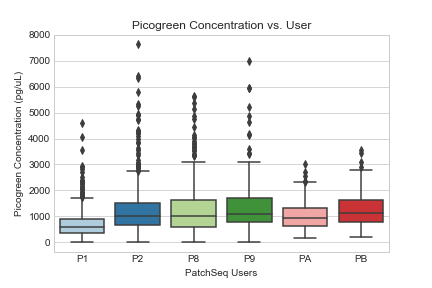 Picogreen Concentration vs. User
Picogreen Concentration (pg/uL)
8000
7000
6000
5000
4000
3000
2000
1000
0
P1 P2 P8 P9 PA PB
PatchSeq Users